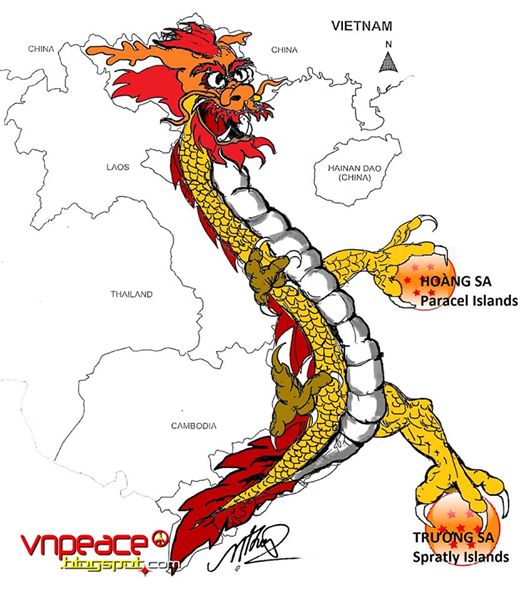 VIETNAM
N
CHINA
CHINA
LAOS
HAINAN DAO
(CHINA)
HOÀNG SA
Paracel Islands
THAILAND
CAMBODIA
TRƯỜNG SA
Spratly Islands
vnpeace
.blogspot.com